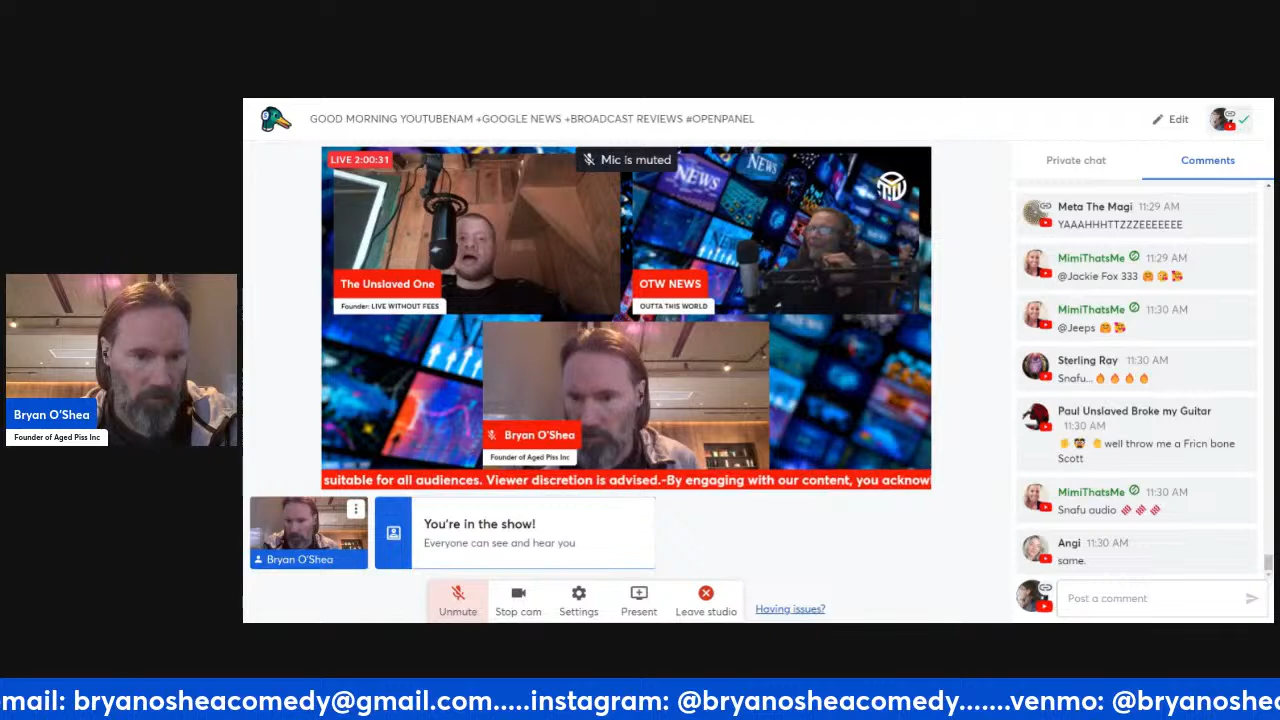 GOOD MORNING YOUTUBENAM +GOOGLE NEWS +BROADCAST REVIEWS #OPENPANEL
Edit
LIVE 2:00:31
Mic is muted
NEWS
NEWS
NEWS
The Unslaved One
Founder: LIVE WITHOUT FEES
OTW NEWS
OUTTA THIS WORLD
Bryan O'Shea
Founder of Aged Piss Inc
Bryan O'Shea
Founder of Aged Piss Inc
suitable for all audiences. Viewer discretion is advised.-By engaging with our content, you acknow
Bryan O'Shea
You're in the show!
Everyone can see and hear you
Unmute
Stop cam
Settings
Present
Leave studio
Having issues?
Private chat
Comments
Meta The Magi 11:29 AM
YAAAHHHTTZZZEEEEEEE
MimiThatsMe 11:29 AM
@Jackie Fox 333 🤗 😘 🥰
MimiThatsMe 11:30 AM
@Jeeps 🤗 🥰
Sterling Ray 11:30 AM
Snafu... 🔥 🔥 🔥 🔥
Paul Unslaved Broke my Guitar
11:30 AM
well throw me a Fricn bone
Scott
MimiThatsMe 11:30 AM
Snafu audio
Angi 11:30 AM
same.
Post a comment
mail: bryanosheacomedy@gmail.com.....instagram: @bryanosheacomedy.......venmo: @bryanoshea